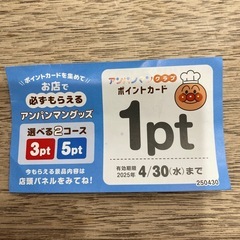 ポイントカードを集めて
お店で
必ずもらえる
アンパンマングッズ
選べる2コース
3pt 5pt
今もらえる景品内容は
店頭パネルをみてね!
アンパンマンクラブ
ポイントカード
1pt
有効期限
2025年 4/30(水)まで
250430